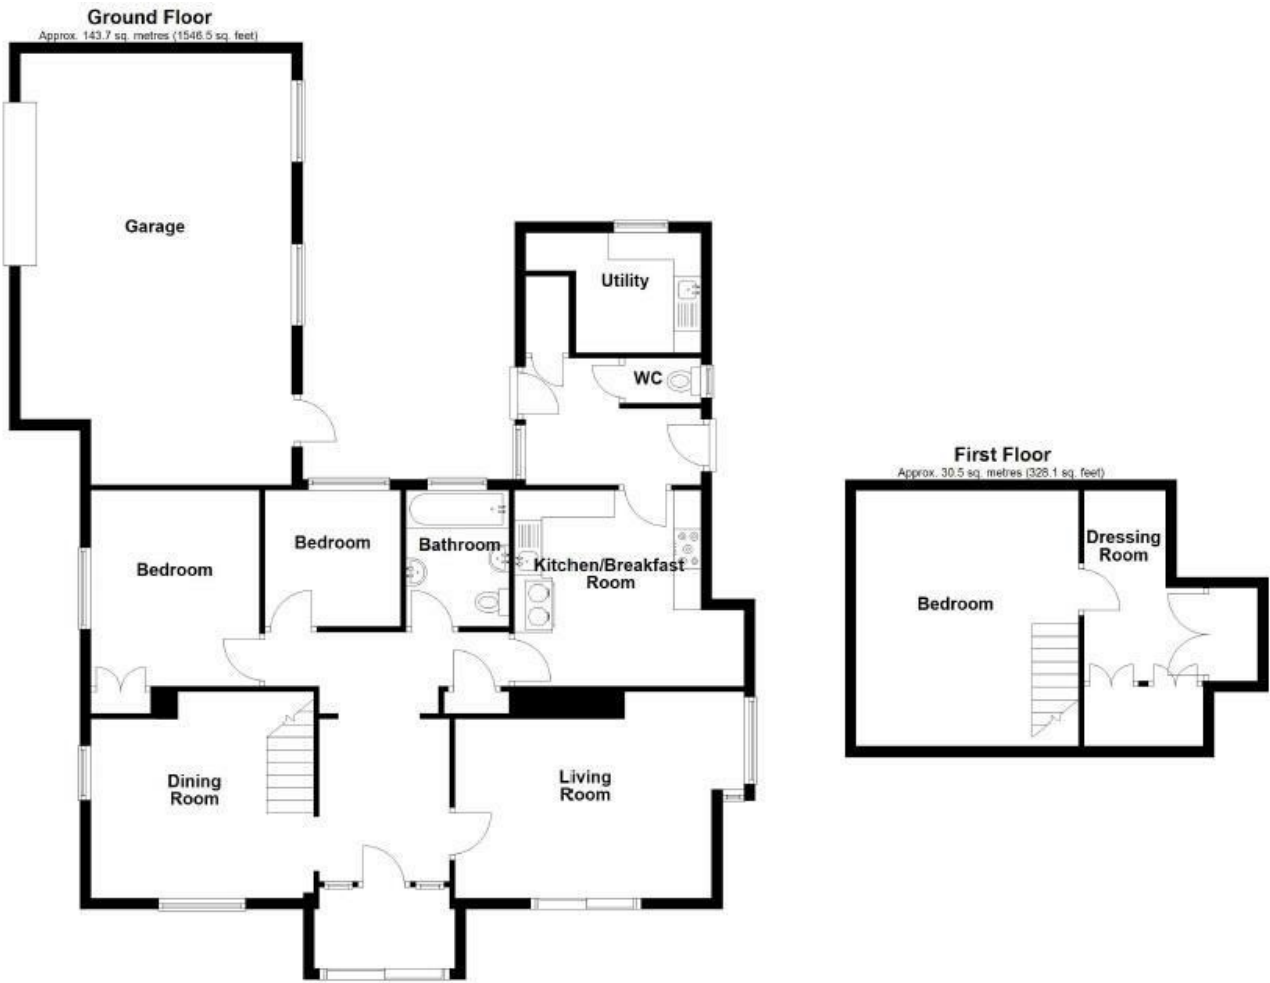 Ground Floor
Approx. 143.7 sq. metres (1546.5 sq. feet)
Garage
Utility
WC
Bedroom
Bedroom
Bathroom
Kitchen/Breakfast
Room
Dining
Room
Living
Room
First Floor
Approx. 30.5 sq. metres (328.1 sq. feet)
Dressing
Room
Bedroom